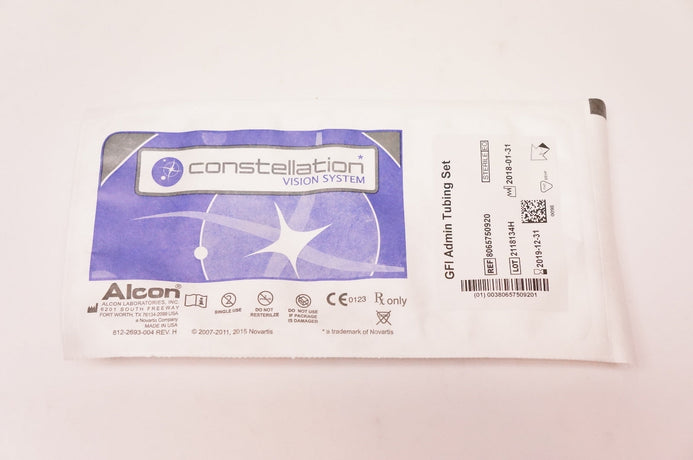 constellation*
VISION SYSTEM
Alcon®
ALCON LABORATORIES, INC.
6201 SOUTH FREEWAY
FORT WORTH, TX 76134-2099 USA
a Novartis Company
MADE IN USA
612-2693-004 REV. H
SINGLE USE
DO NOT
RESTERILIZE
DO NOT USE
IF PACKAGE
IS DAMAGED
CE 0123
Rx only
© 2007-2011, 2015 Novartis
* a trademark of Novartis
GFI Admin Tubing Set
REF 8065750920
LOT 2118134H
STERILE EO
2018-01-31
2019-12-31
(01) 00380657509201